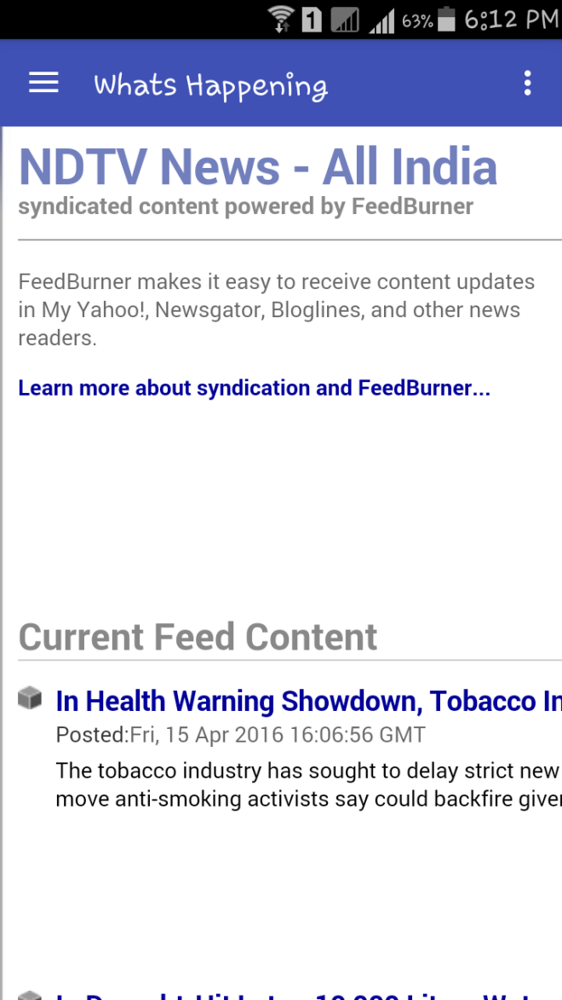 1 63% 6:12 PM
Whats Happening
NDTV News - All India
syndicated content powered by FeedBurner
FeedBurner makes it easy to receive content updates
in My Yahoo!, Newsgator, Bloglines, and other news
readers.
Learn more about syndication and FeedBurner...
Current Feed Content
In Health Warning Showdown, Tobacco
Posted:Fri, 15 Apr 2016 16:06:56 GMT
The tobacco industry has sought to delay strict new
move anti-smoking activists say could backfire